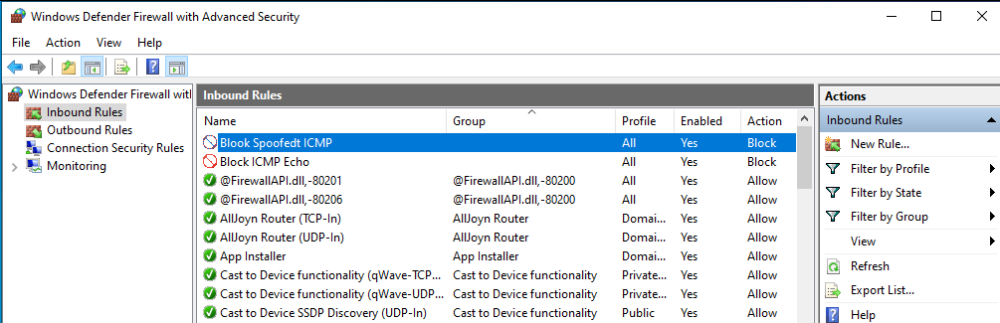 Windows Defender Firewall with Advanced Security
File Action View Help
Windows Defender Firewall with
Inbound Rules
Outbound Rules
Connection Security Rules
Monitoring
Inbound Rules
Name Group Profile Enabled Action
Blook Spoofedt ICMP All Yes Block
Block ICMP Echo All Yes Block
@FirewallAPI.dll,-80201 @FirewallAPI.dll,-80200 All Yes Allow
@FirewallAPI.dll,-80206 @FirewallAPI.dll,-80200 All Yes Allow
AllJoyn Router (TCP-In) AllJoyn Router Domai... Yes Allow
AllJoyn Router (UDP-In) AllJoyn Router Domai... Yes Allow
App Installer App Installer Domai... Yes Allow
Cast to Device functionality (qWave-TCP... Cast to Device functionality Private... Yes Allow
Cast to Device functionality (qWave-UDP... Cast to Device functionality Private... Yes Allow
Cast to Device SSDP Discovery (UDP-In) Cast to Device functionality Public Yes Allow
Actions
Inbound Rules
New Rule...
Filter by Profile
Filter by State
Filter by Group
View
Refresh
Export List...
Help